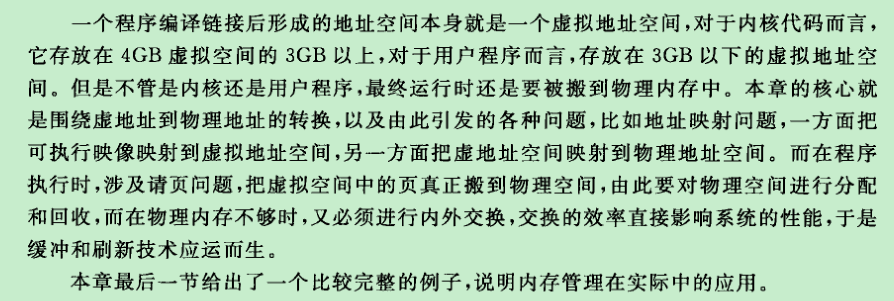 一个程序编译链接后形成的地址空间本身就是一个虚拟地址空间,对于内核代码而言,
它存放在 4GB 虚拟空间的 3GB 以上,对于用户程序而言,存放在 3GB 以下的虚拟地址空
间。但是不管是内核还是用户程序,最终运行时还是要被搬到物理内存中。本章的核心就
是围绕虚地址到物理地址的转换,以及由此引发的各种问题,比如地址映射问题,一方面把
可执行映像映射到虚拟地址空间,另一方面把虚地址空间映射到物理地址空间。而在程序
执行时,涉及请页问题,把虚拟空间中的页真正搬到物理空间,由此要对物理空间进行分配
和回收,而在物理内存不够时,又必须进行内外交换,交换的效率直接影响系统的性能,于是
缓冲和刷新技术应运而生。
本章最后一节给出了一个比较完整的例子,说明内存管理在实际中的应用。